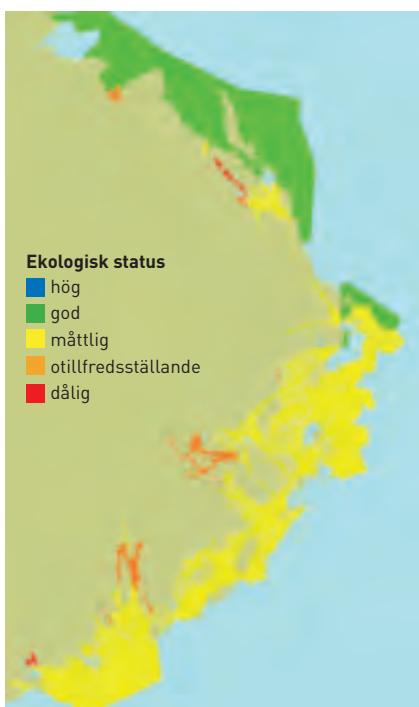 Ekologisk status
hög
god
måttlig
otillfredsställande
dålig